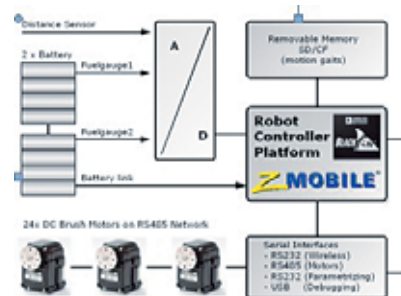 Distance Sensor
2 x Battery
Fuelgauge1
A
D
Fuelgauge2
Battery link
Removable Memory
SD/CF
(motion gaits)
Robot
Controller
Platform
Z MOBILE
24x DC Brush Motors on RS485 Network
Serial Interfaces
- RS232 (Wireless)
- RS485 (Motors)
- RS232 (Parametrizing)
- USB (Debugging)